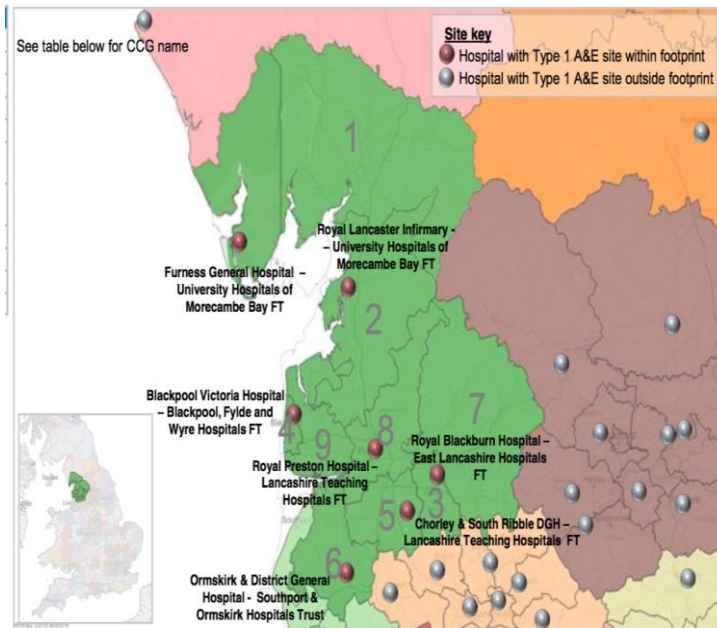 See table below for CCG name
Site key
Hospital with Type 1 A&E site within footprint
Hospital with Type 1 A&E site outside footprint
1
Royal Lancaster Infirmary -
– University Hospitals of
Morecambe Bay FT
Furness General Hospital –
University Hospitals of
Morecambe Bay FT
2
Blackpool Victoria Hospital
– Blackpool, Fylde and
Wyre Hospitals FT
4
7
8
9
Royal Preston Hospital –
Lancashire Teaching
Hospitals FT
Royal Blackburn Hospital –
East Lancashire Hospitals
FT
3
5
Chorley & South Ribble DGH –
Lancashire Teaching Hospitals FT
6
Ormskirk & District General
Hospital - Southport &
Ormskirk Hospitals Trust